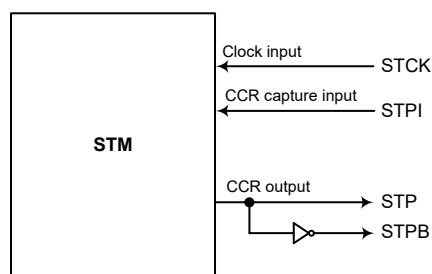 Clock input
STCK
CCR capture input
STPI
STM
CCR output
STP
STPB